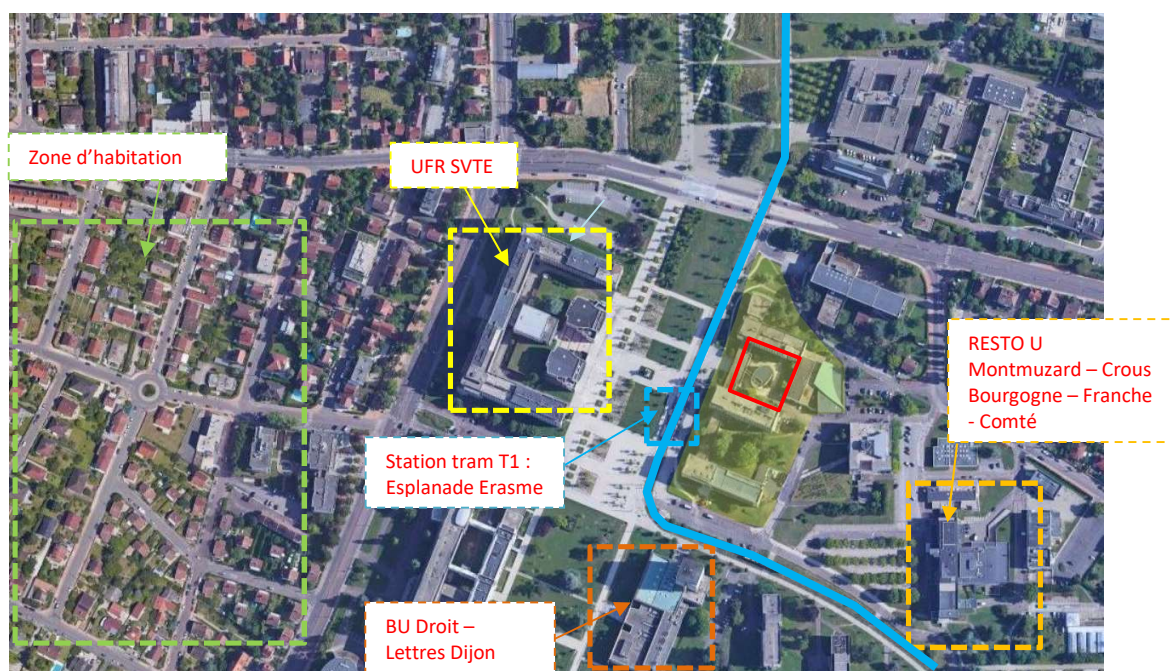 Zone d’habitation
UFR SVTE
RESTO U
Montmuzard – Crous
Bourgogne – Franche
- Comté
Station tram T1 :
Esplanade Erasme
BU Droit –
Lettres Dijon